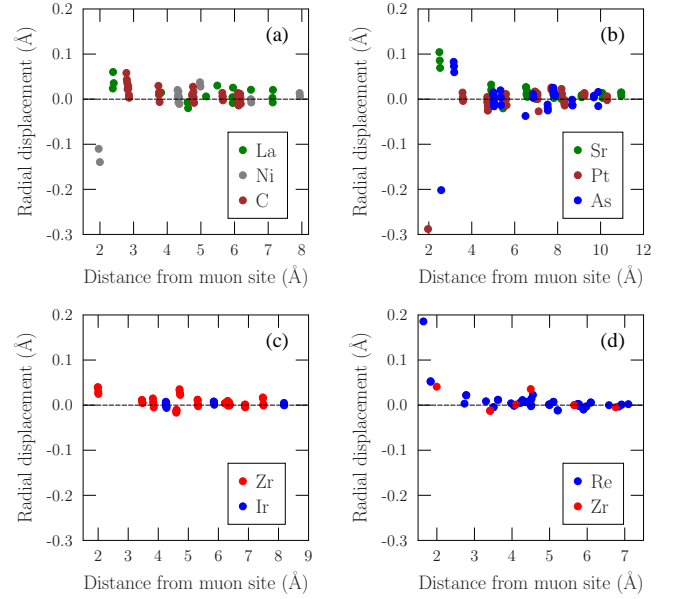 (a)
Radial displacement (Å)
0.2
0.1
0.0
-0.1
-0.2
-0.3
La
Ni
C
2 3 4 5 6 7 8
Distance from muon site (Å)
(b)
Radial displacement (Å)
0.2
0.1
0.0
-0.1
-0.2
-0.3
Sr
Pt
As
2 4 6 8 10 12
Distance from muon site (Å)
(c)
Radial displacement (Å)
0.2
0.1
0.0
-0.1
-0.2
-0.3
Zr
Ir
2 3 4 5 6 7 8 9
Distance from muon site (Å)
(d)
Radial displacement (Å)
0.2
0.1
0.0
-0.1
-0.2
-0.3
Re
Zr
2 3 4 5 6 7
Distance from muon site (Å)